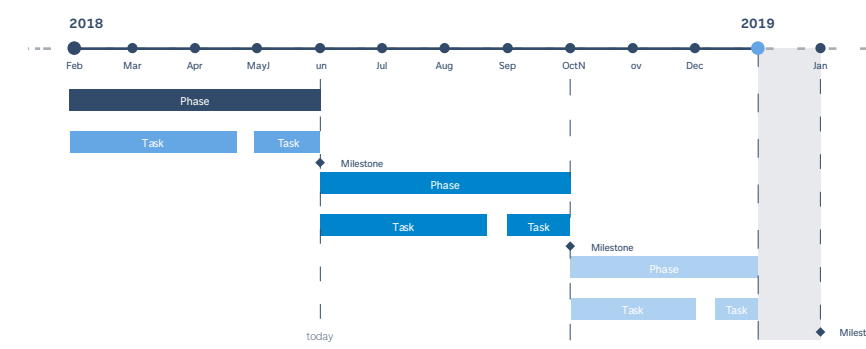 2018 2019
Feb Mar Apr MayJ un Jul Aug Sep OctN ov Dec Jan
Phase
Task Task
Milestone
Phase
Task Task
Milestone
Phase
Task Task
Milest
today